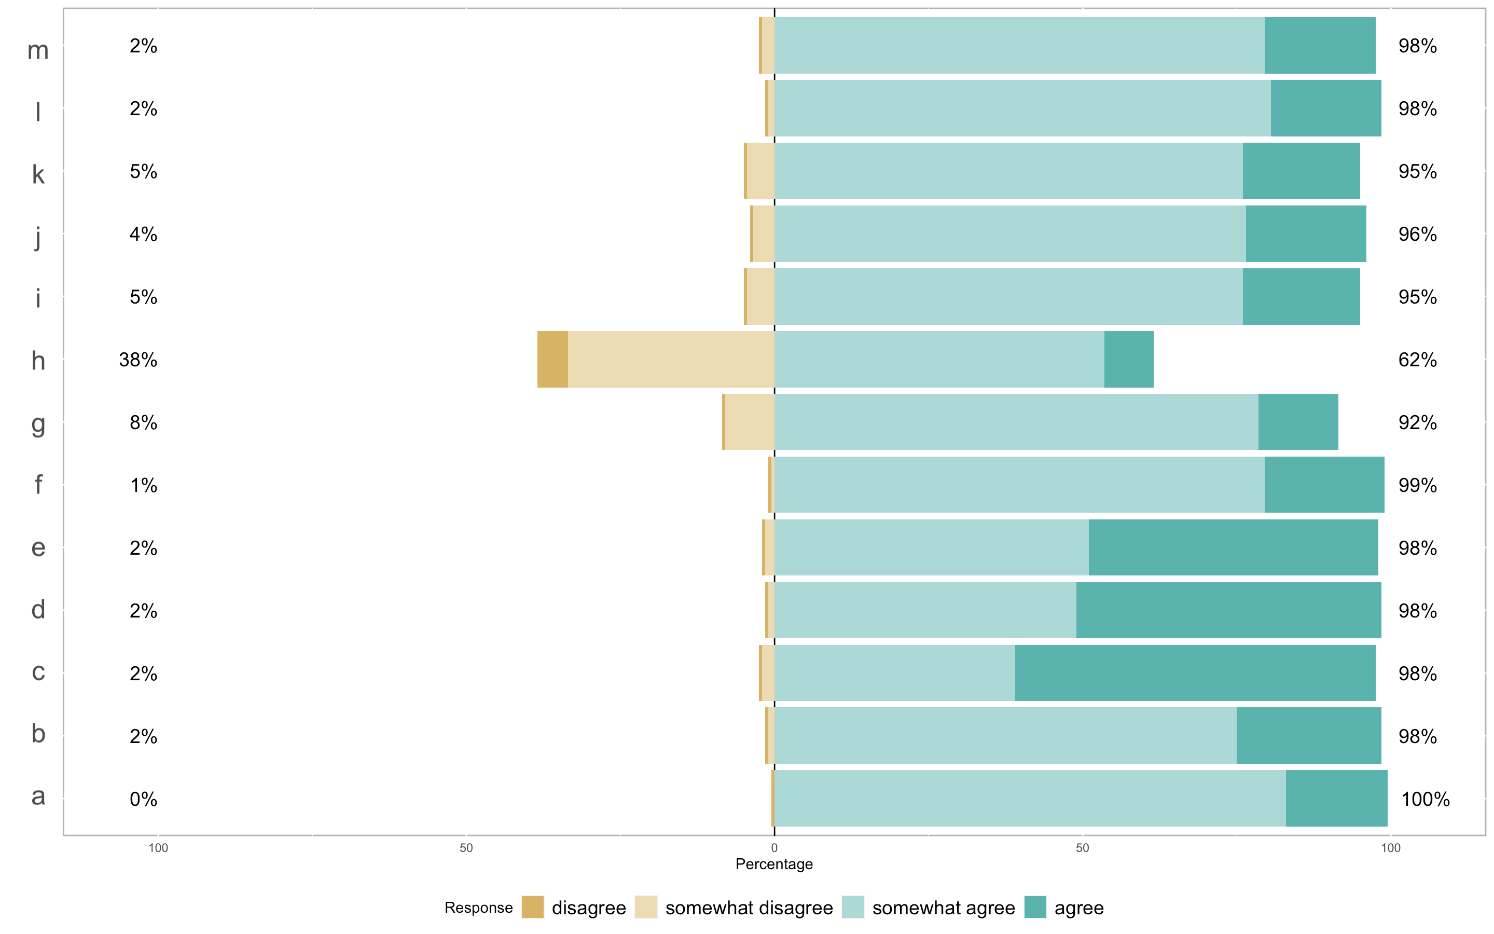 m 2% 98%
l 2% 98%
k 5% 95%
j 4% 96%
i 5% 95%
h 38% 62%
g 8% 92%
f 1% 99%
e 2% 98%
d 2% 98%
c 2% 98%
b 2% 98%
a 0% 100%
100 50 0 50 100
Percentage
Response disagree somewhat disagree somewhat agree agree